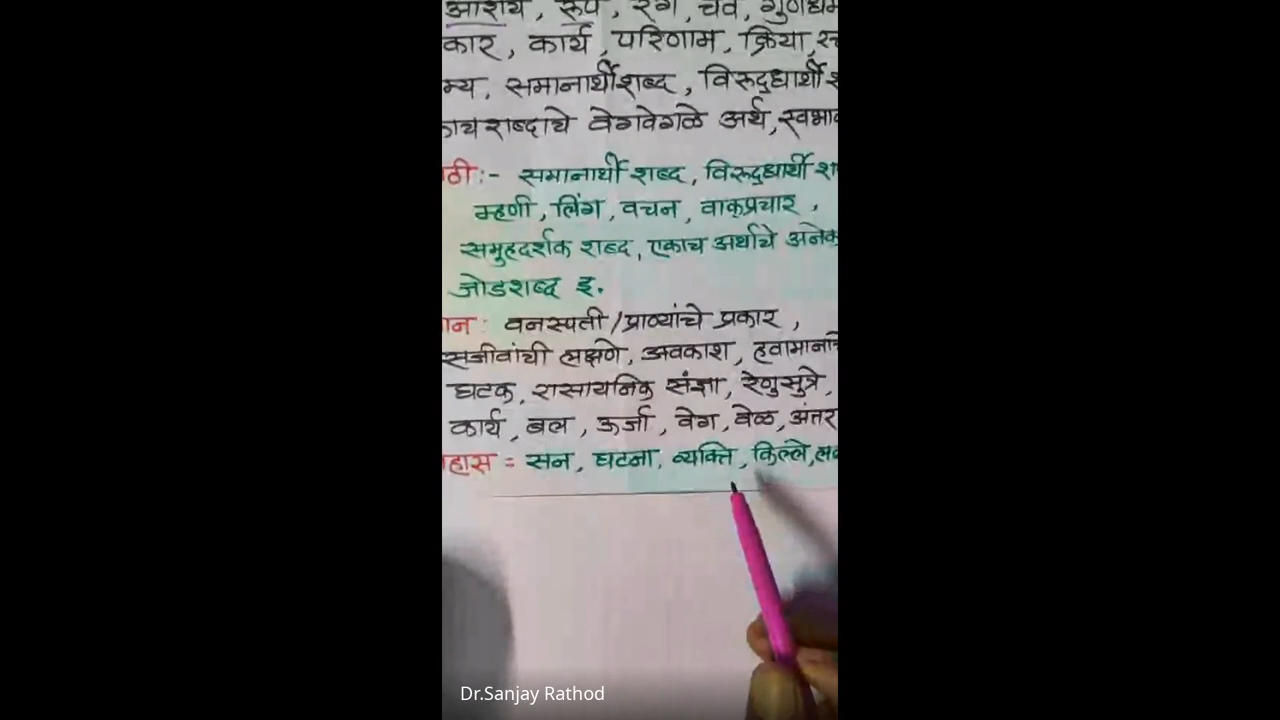 आशय, रूप, रंग, चव, गुणधर्म
कार, कार्य, परिणाम, क्रिया,
म्य, समानार्थी शब्द, विरूद्धार्थी
शब्दाचे वेगवेगळे अर्थ, स्वभाव
ठी :- समानार्थी शब्द, विरूद्धार्थी श
म्हणी, लिंग, वचन, वाक्प्रचार,
समुहदर्शक शब्द, एकाच अर्थाचे अनेक
जोडशब्द इ.
ान : वनस्पती / प्राण्यांचे प्रकार,
सजीवांची लक्षणे, अवकाश, हवामानाचे
घटक, रासायनिक संज्ञा, रेणुसुत्रे,
कार्य, बल, ऊर्जा, वेग, वेळ, अंतर
हास = सन, घटना, व्यक्ति, किल्ले,
Dr.Sanjay Rathod